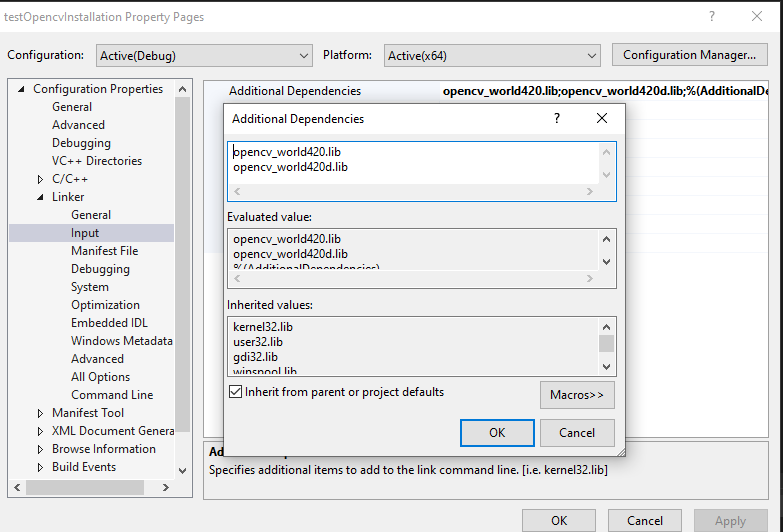 testOpencvInstallation Property Pages
?
Configuration: Active(Debug) Platform: Active(x64) Configuration Manager...
Configuration Properties
General
Advanced
Debugging
VC++ Directories
C/C++
Linker
General
Input
Manifest File
Debugging
System
Optimization
Embedded IDL
Windows Metadata
Advanced
All Options
Command Line
Manifest Tool
XML Document Genera
Browse Information
Build Events
Additional Dependencies opencv_world420.lib;opencv_world420d.lib;%(AdditionalDe
Additional Dependencies
?
opencv_world420.lib
opencv_world420d.lib
Evaluated value:
opencv_world420.lib
opencv_world420d.lib
%(AdditionalDependencies)
Inherited values:
kernel32.lib
user32.lib
gdi32.lib
winspool.lib
Inherit from parent or project defaults
Macros>>
OK Cancel
Specifies additional items to add to the link command line. [i.e. kernel32.lib]
OK Cancel Apply